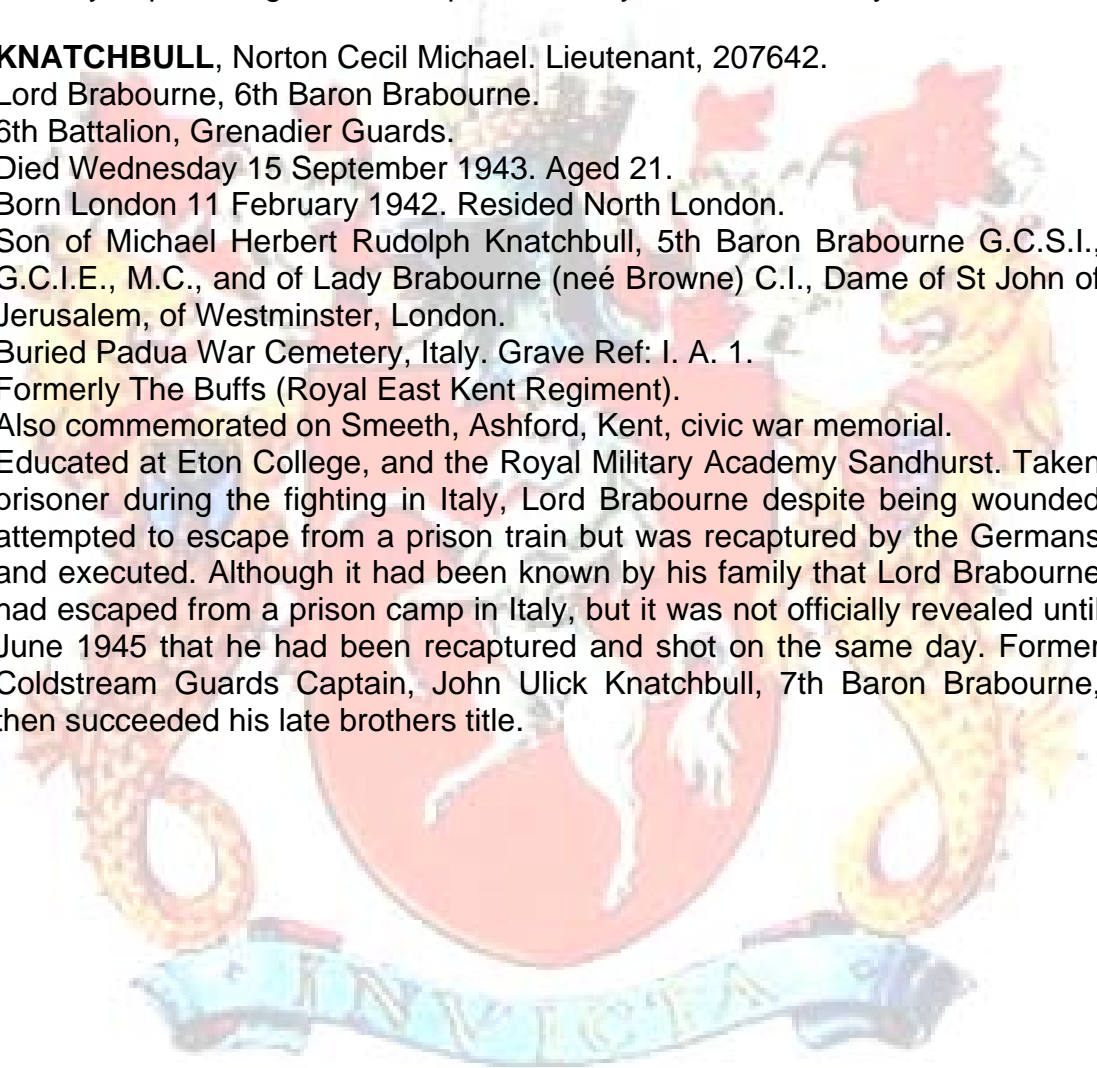 KNATCHBULL, Norton Cecil Michael. Lieutenant, 207642.
Lord Brabourne, 6th Baron Brabourne.
6th Battalion, Grenadier Guards.
Died Wednesday 15 September 1943. Aged 21.
Born London 11 February 1942. Resided North London.
Son of Michael Herbert Rudolph Knatchbull, 5th Baron Brabourne G.C.S.I.,
G.C.I.E., M.C., and of Lady Brabourne (neé Browne) C.I., Dame of St John of
Jerusalem, of Westminster, London.
Buried Padua War Cemetery, Italy. Grave Ref: I. A. 1.
Formerly The Buffs (Royal East Kent Regiment).
Also commemorated on Smeeth, Ashford, Kent, civic war memorial.
Educated at Eton College, and the Royal Military Academy Sandhurst. Taken
prisoner during the fighting in Italy, Lord Brabourne despite being wounded
attempted to escape from a prison train but was recaptured by the Germans
and executed. Although it had been known by his family that Lord Brabourne
had escaped from a prison camp in Italy, but it was not officially revealed until
June 1945 that he had been recaptured and shot on the same day. Former
Coldstream Guards Captain, John Ulick Knatchbull, 7th Baron Brabourne,
then succeeded his late brothers title.
INVICTA